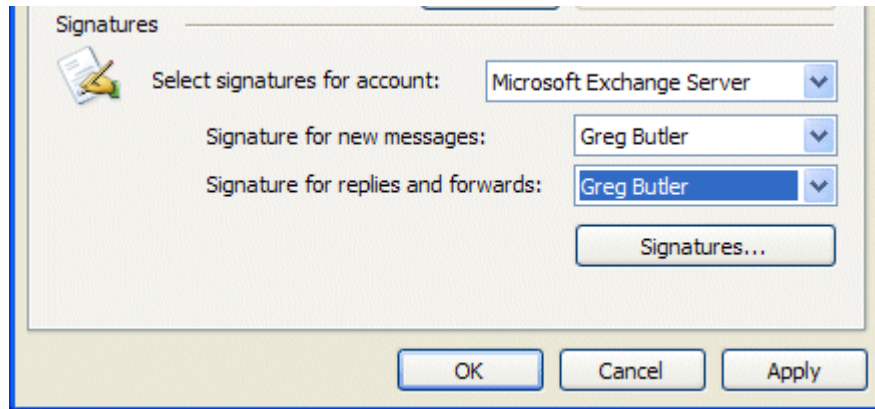 Signatures
Select signatures for account: Microsoft Exchange Server
Signature for new messages: Greg Butler
Signature for replies and forwards: Greg Butler
Signatures...
OK Cancel Apply